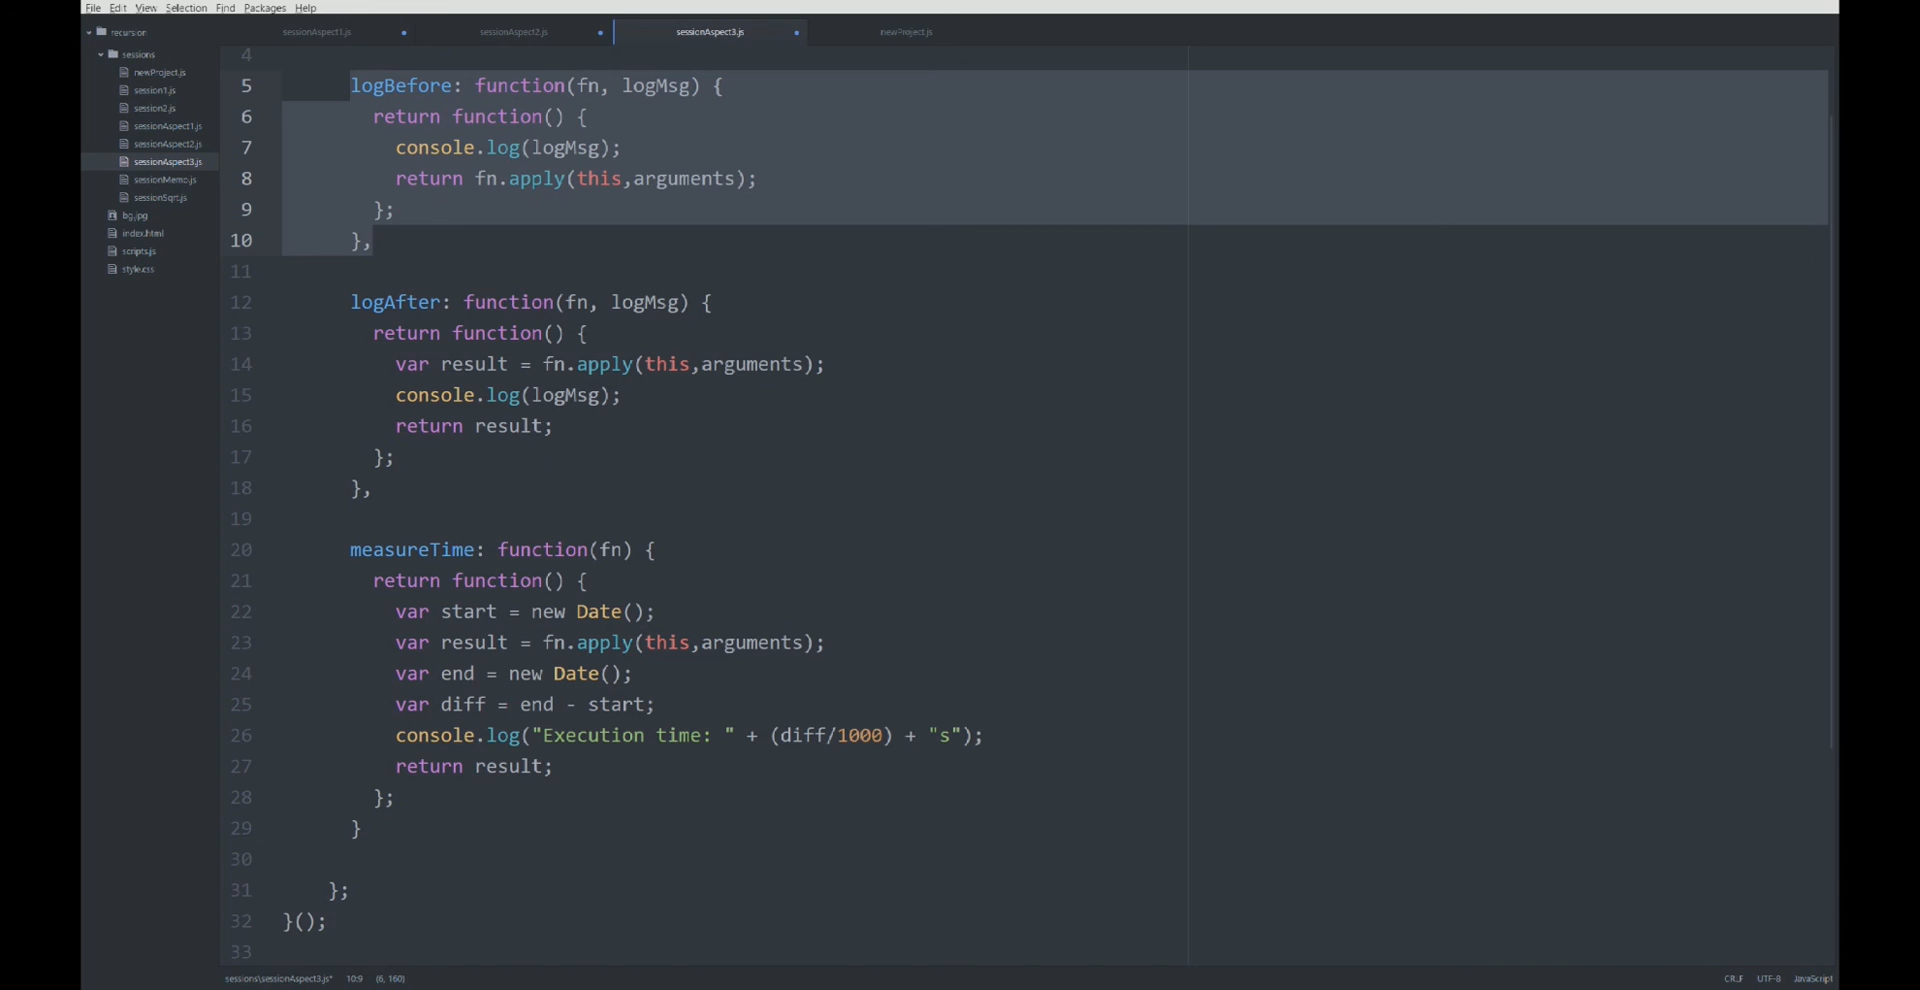 File Edit View Selection Find Packages Help
recursion
sessions
newProject.js
session1.js
session2.js
sessionAspect1.js
sessionAspect2.js
sessionAspect3.js
sessionMemo.js
sessionSqrt.js
bg.jpg
index.html
scripts.js
style.css
sessionAspect1.js sessionAspect2.js sessionAspect3.js newProject.js
4
5 logBefore: function(fn, logMsg) {
6 return function() {
7 console.log(logMsg);
8 return fn.apply(this,arguments);
9 };
10 },
11
12 logAfter: function(fn, logMsg) {
13 return function() {
14 var result = fn.apply(this,arguments);
15 console.log(logMsg);
16 return result;
17 };
18 },
19
20 measureTime: function(fn) {
21 return function() {
22 var start = new Date();
23 var result = fn.apply(this,arguments);
24 var end = new Date();
25 var diff = end - start;
26 console.log("Execution time: " + (diff/1000) + "s");
27 return result;
28 };
29 }
30
31 };
32 }();
33
sessions\sessionAspect3.js* 10:9 (6, 160) CRLF UTF-8 JavaScript